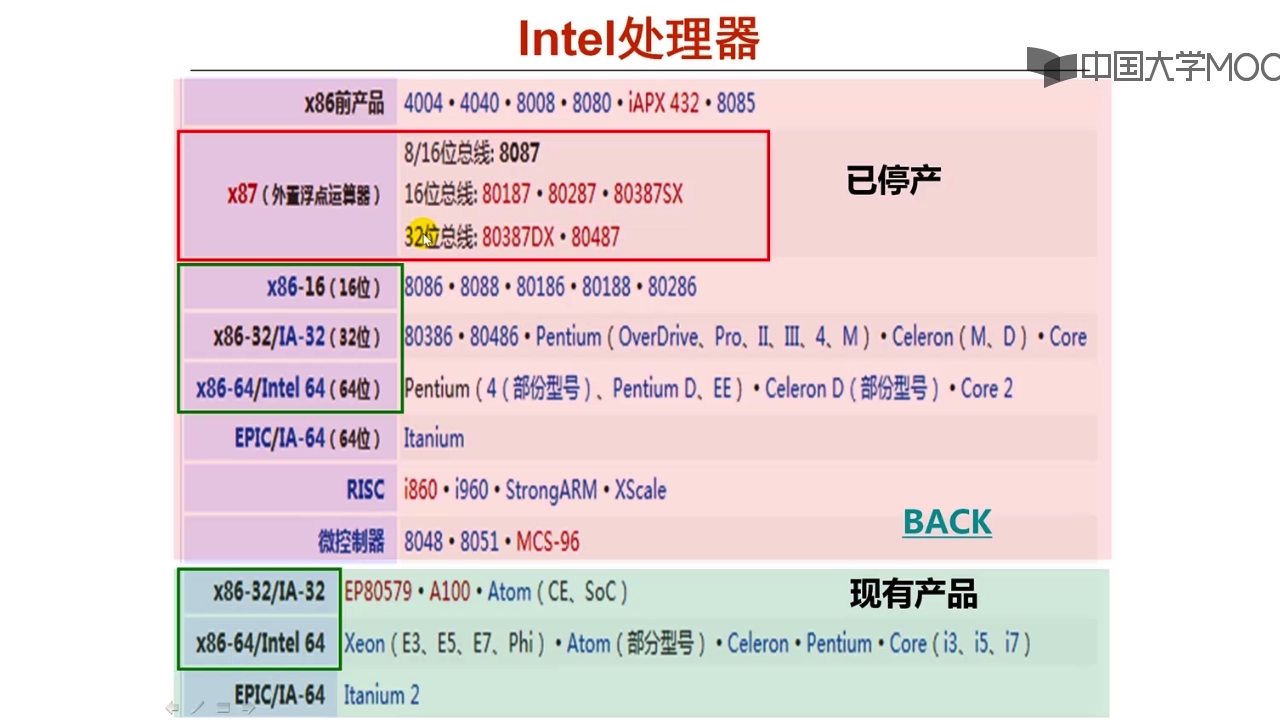 Intel处理器
中国大学MOO
x86前产品 4004 • 4040 • 8008 • 8080 • iAPX 432 • 8085
x87（外置浮点运算器） 8/16位总线: 8087
16位总线: 80187 • 80287 • 80387SX
32位总线: 80387DX • 80487
已停产
x86-16（16位） 8086 • 8088 • 80186 • 80188 • 80286
x86-32/IA-32（32位） 80386 • 80486 • Pentium（OverDrive、Pro、II、III、4、M）• Celeron（M、D）• Core
x86-64/Intel 64（64位） Pentium（4（部份型号）、Pentium D、EE）• Celeron D（部份型号）• Core 2
EPIC/IA-64（64位） Itanium
RISC i860 • i960 • StrongARM • XScale
BACK
微控制器 8048 • 8051 • MCS-96
x86-32/IA-32 EP80579 • A100 • Atom（CE、SoC）
现有产品
x86-64/Intel 64 Xeon（E3、E5、E7、Phi）• Atom（部分型号）• Celeron • Pentium • Core（i3、i5、i7）
EPIC/IA-64 Itanium 2